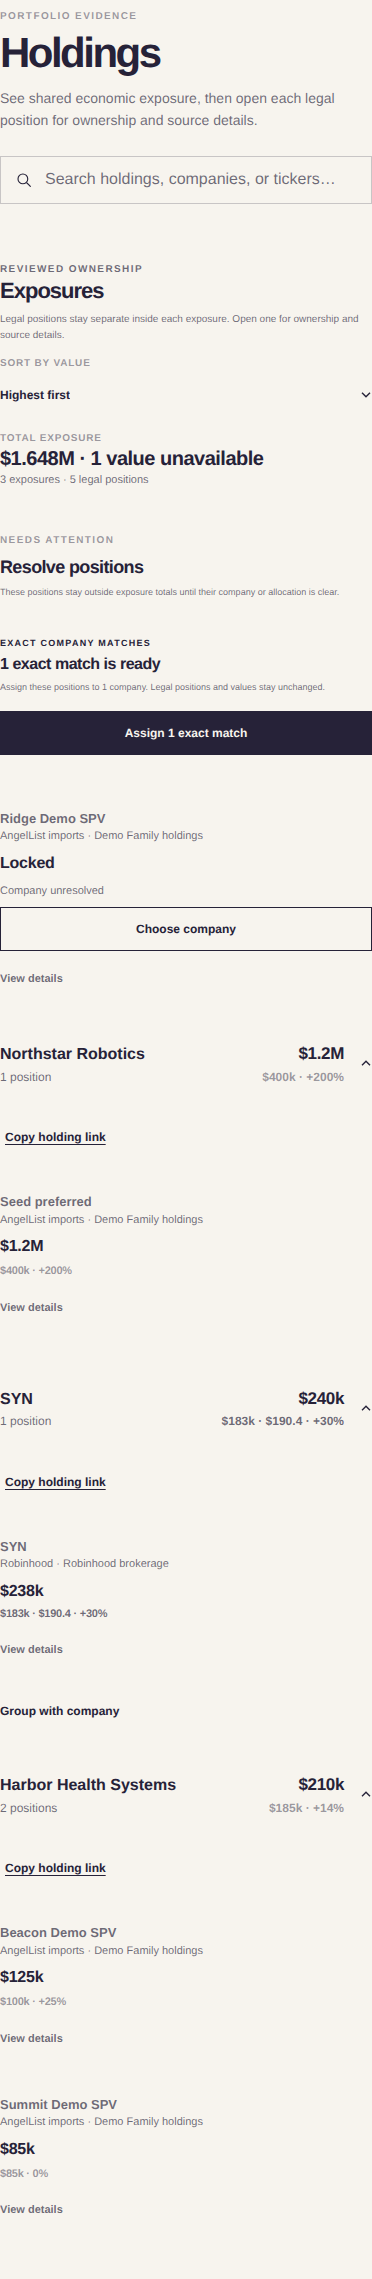 PORTFOLIO EVIDENCE
Holdings
See shared economic exposure, then open each legal
position for ownership and source details.
Search holdings, companies, or tickers…
REVIEWED OWNERSHIP
Exposures
Legal positions stay separate inside each exposure. Open one for ownership and
source details.
SORT BY VALUE
Highest first
TOTAL EXPOSURE
$1.648M · 1 value unavailable
3 exposures · 5 legal positions
NEEDS ATTENTION
Resolve positions
These positions stay outside exposure totals until their company or allocation is clear.
EXACT COMPANY MATCHES
1 exact match is ready
Assign these positions to 1 company. Legal positions and values stay unchanged.
Assign 1 exact match
Ridge Demo SPV
AngelList imports · Demo Family holdings
Locked
Company unresolved
Choose company
View details
Northstar Robotics $1.2M
1 position $400k · +200%
Copy holding link
Seed preferred
AngelList imports · Demo Family holdings
$1.2M
$400k · +200%
View details
SYN $240k
1 position $183k · $190.4 · +30%
Copy holding link
SYN
Robinhood · Robinhood brokerage
$238k
$183k · $190.4 · +30%
View details
Group with company
Harbor Health Systems $210k
2 positions $185k · +14%
Copy holding link
Beacon Demo SPV
AngelList imports · Demo Family holdings
$125k
$100k · +25%
View details
Summit Demo SPV
AngelList imports · Demo Family holdings
$85k
$85k · 0%
View details